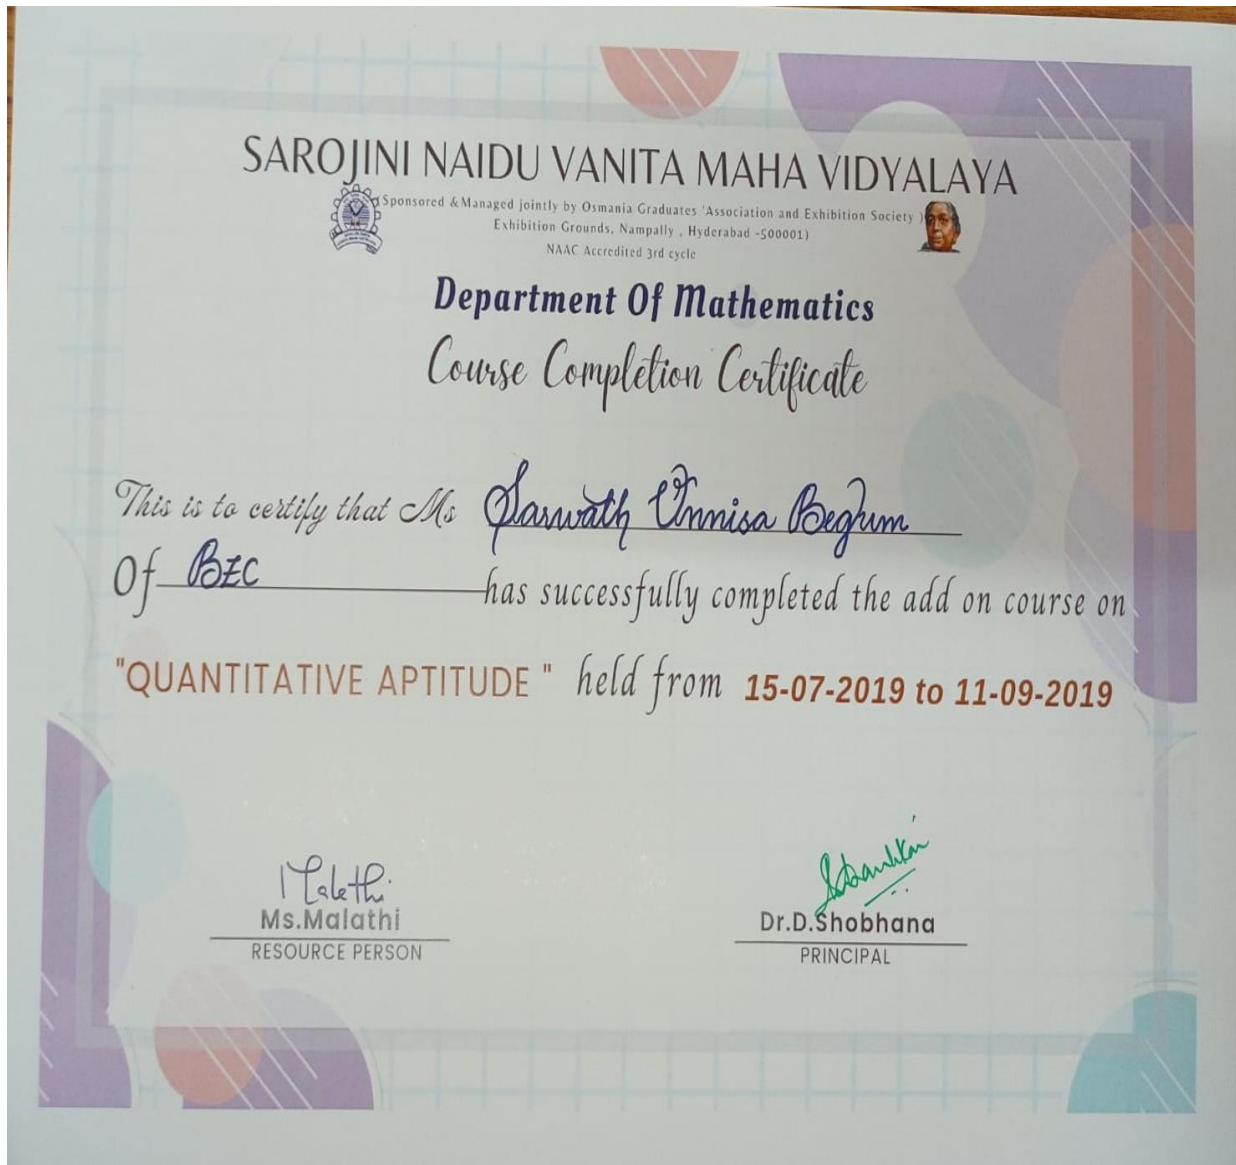 SAROJINI NAIDU VANITA MAHA VIDYALAYA
Sponsored &Managed jointly by Osmania Graduates 'Association and Exhibition Society )
Exhibition Grounds, Nampally , Hyderabad -500001)
NAAC Accredited 3rd cycle
Department Of Mathematics
Course Completion Certificate
This is to certify that Ms Sarwath Unnisa Begum
Of BZC has successfully completed the add on course on
"QUANTITATIVE APTITUDE " held from 15-07-2019 to 11-09-2019
Malathi
Ms.Malathi
Dr.D.Shobhana
RESOURCE PERSON
PRINCIPAL